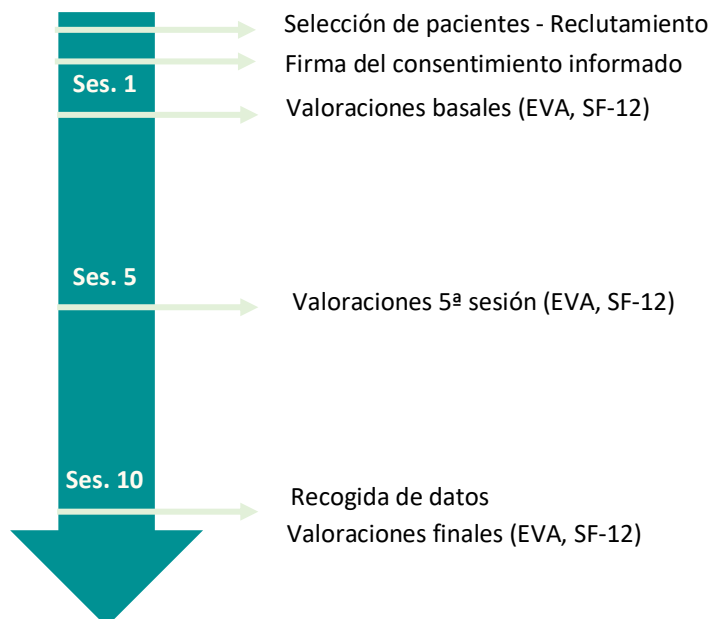 Selección de pacientes - Reclutamiento
Firma del consentimiento informado
Ses. 1
Valoraciones basales (EVA, SF-12)
Ses. 5
Valoraciones 5ª sesión (EVA, SF-12)
Ses. 10
Recogida de datos
Valoraciones finales (EVA, SF-12)